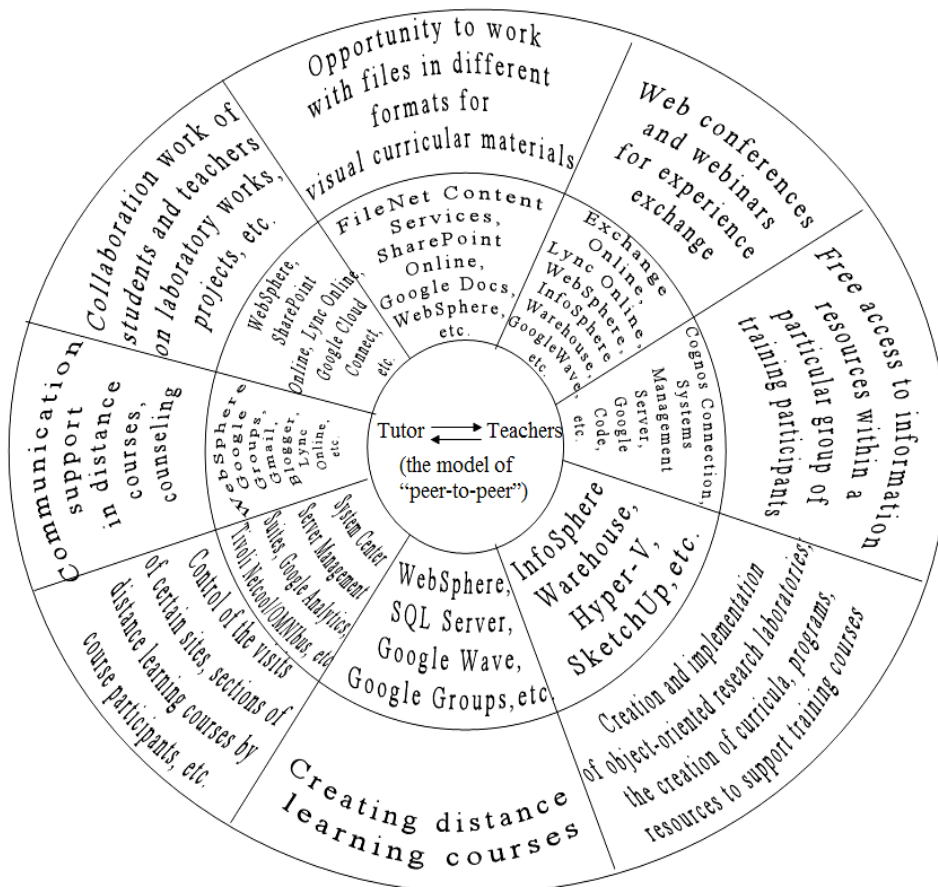 Opportunity to work
with files in different
formats for
visual curricular materials
Web conferences
and webinars
for experience
exchange
Free access to information
resources within a
particular group of
training participants
Creation and implementation
of object-oriented research laboratories,
the creation of curricula, programs,
resources to support training courses
Creating distance
learning courses
Control of the visits
of certain sites, sections of
distance learning courses by
course participants, etc.
Communication
support
in distance
courses,
counseling
Collaboration work of
students and teachers
on laboratory works,
projects, etc.
FileNet Content
Services,
SharePoint
Online,
Google Docs,
WebSphere,
etc.
Exchange
Online,
Lync Online,
WebSphere,
InfoSphere
Warehouse,
GoogleWave,
etc.
Cognos Connection,
Systems
Management
Server,
Google
Code,
etc.
InfoSphere
Warehouse,
Hyper-V,
SketchUp, etc.
WebSphere,
SQL Server,
Google Wave,
Google Groups,etc.
System Center
Server Management
Suites, Google Analytics,
Tivoli Netcool/OMNIbus, etc
WebSphere
Google
Groups,
Gmail,
Blogger,
Lync
Online,
etc.
WebSphere,
SharePoint
Online, Lync Online,
Google Cloud
Connect,
etc.
Tutor Teachers
(the model of
“peer-to-peer”)